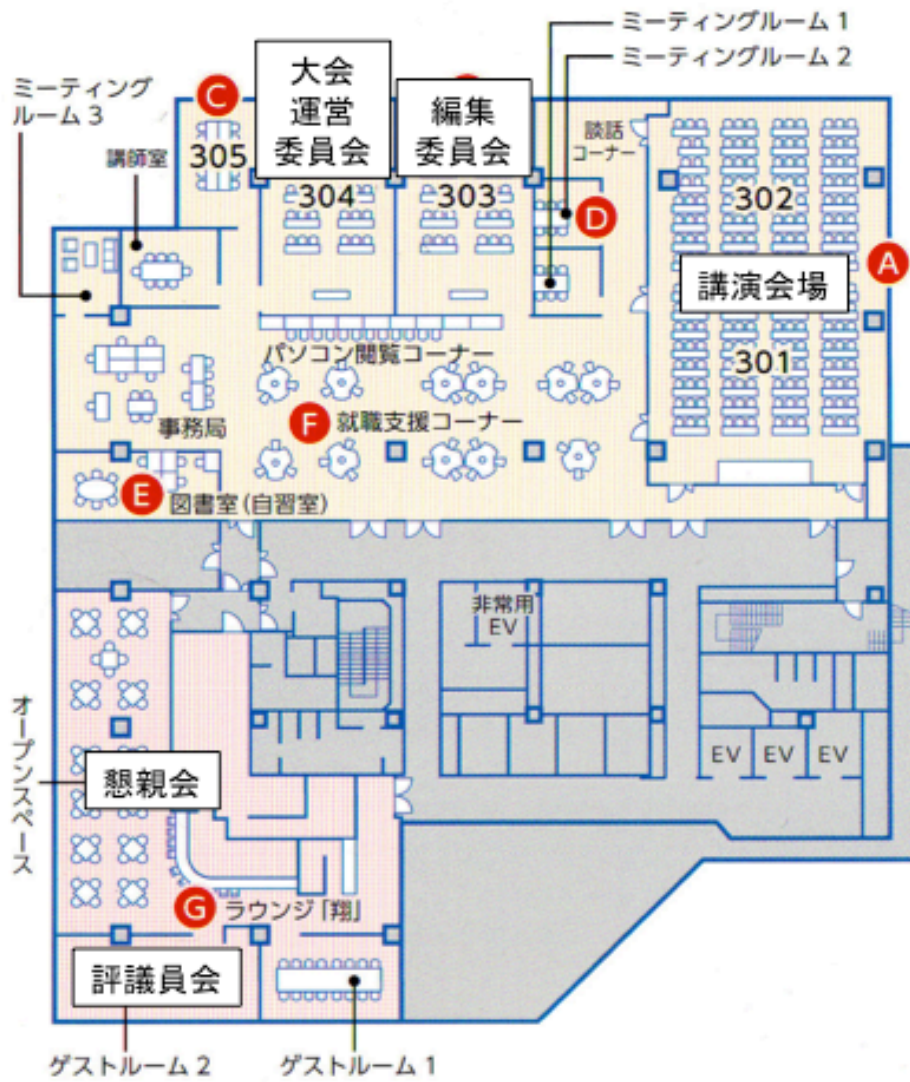 ミーティングルーム 1
ミーティングルーム 2
ミーティング
ルーム 3
講師室
C
305
大会
運営
委員会
304
編集
委員会
303
談話
コーナー
D
302
A
講演会場
301
パソコン閲覧コーナー
F 就職支援コーナー
事務局
E 図書室(自習室)
非常用
EV
オープンスペース
懇親会
EV EV EV
G ラウンジ「翔」
評議員会
ゲストルーム 2
ゲストルーム 1